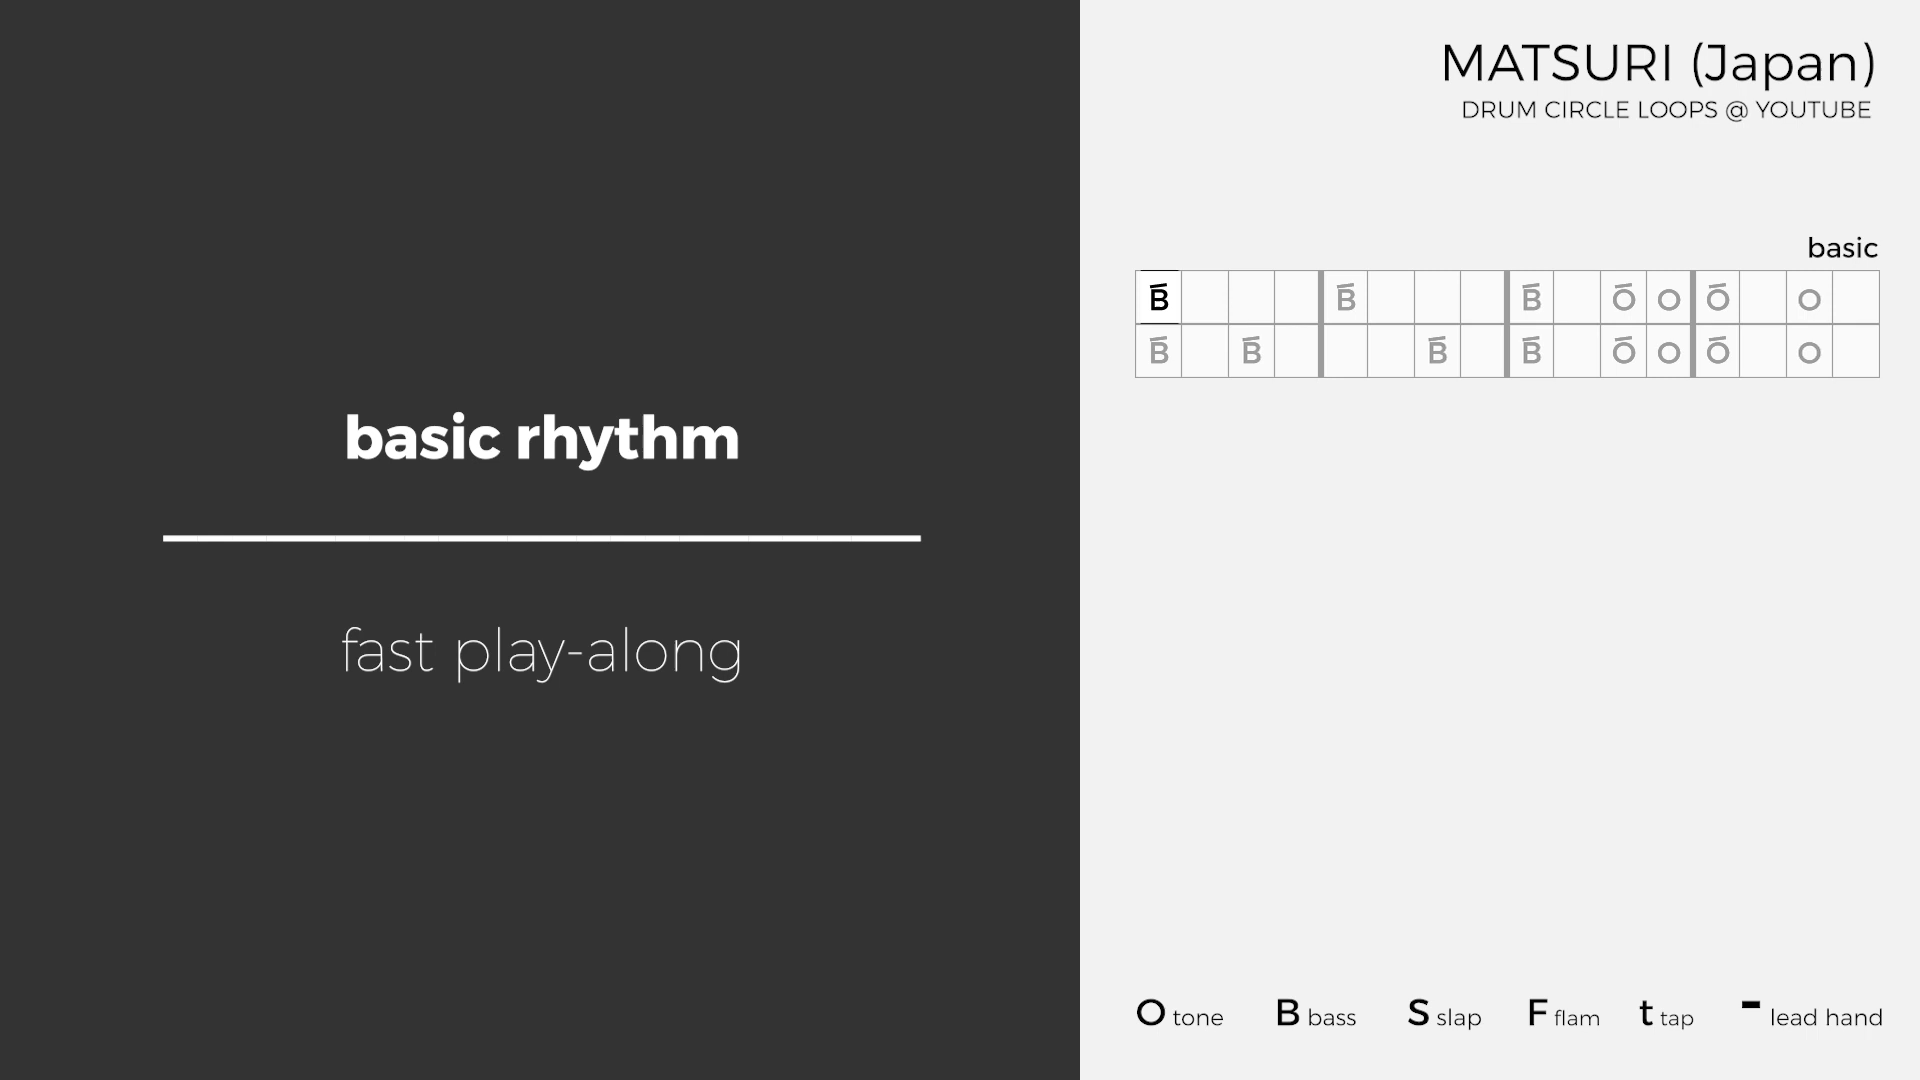 basic rhythm
fast play-along
MATSURI (Japan)
DRUM CIRCLE LOOPS @ YOUTUBE
basic
B̄ B̄ B̄ Ō O Ō O
B̄ B̄ B̄ B̄ Ō O Ō O
O tone B bass S slap F flam t tap - lead hand